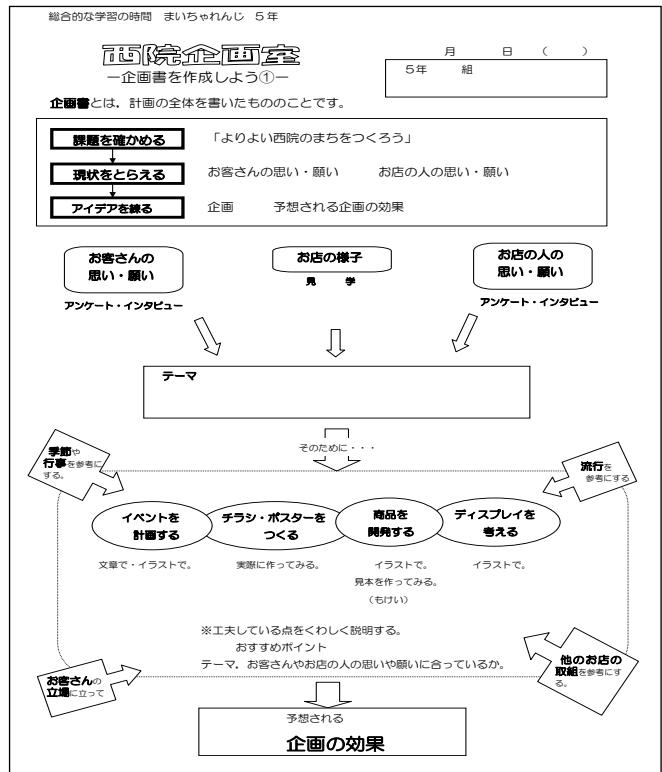 総合的な学習の時間　まいちゃれんじ　５年
西院企画室
月　　日　（　　）
－企画書を作成しよう①－
５年　　組
企画書とは，計画の全体を書いたもののことです。
課題を確かめる　「よりよい西院のまちをつくろう」
現状をとらえる　お客さんの思い・願い　　お店の人の思い・願い
アイデアを練る　企画　　予想される企画の効果
お客さんの
思い・願い
アンケート・インタビュー
お店の様子
見　学
お店の人の
思い・願い
アンケート・インタビュー
テーマ
そのために・・・
季節や
行事を参考に
する。
流行を
参考にする
イベントを
計画する
文章で・イラストで。
チラシ・ポスターを
つくる
実際に作ってみる。
商品を
開発する
イラストで。
見本を作ってみる。
（もけい）
ディスプレイを
考える
イラストで。
※工夫している点をくわしく説明する。
おすすめポイント
テーマ，お客さんやお店の人の思いや願いに合っているか。
お客さんの
立場に立って
他のお店の
取組を参考にす
る。
予想される
企画の効果